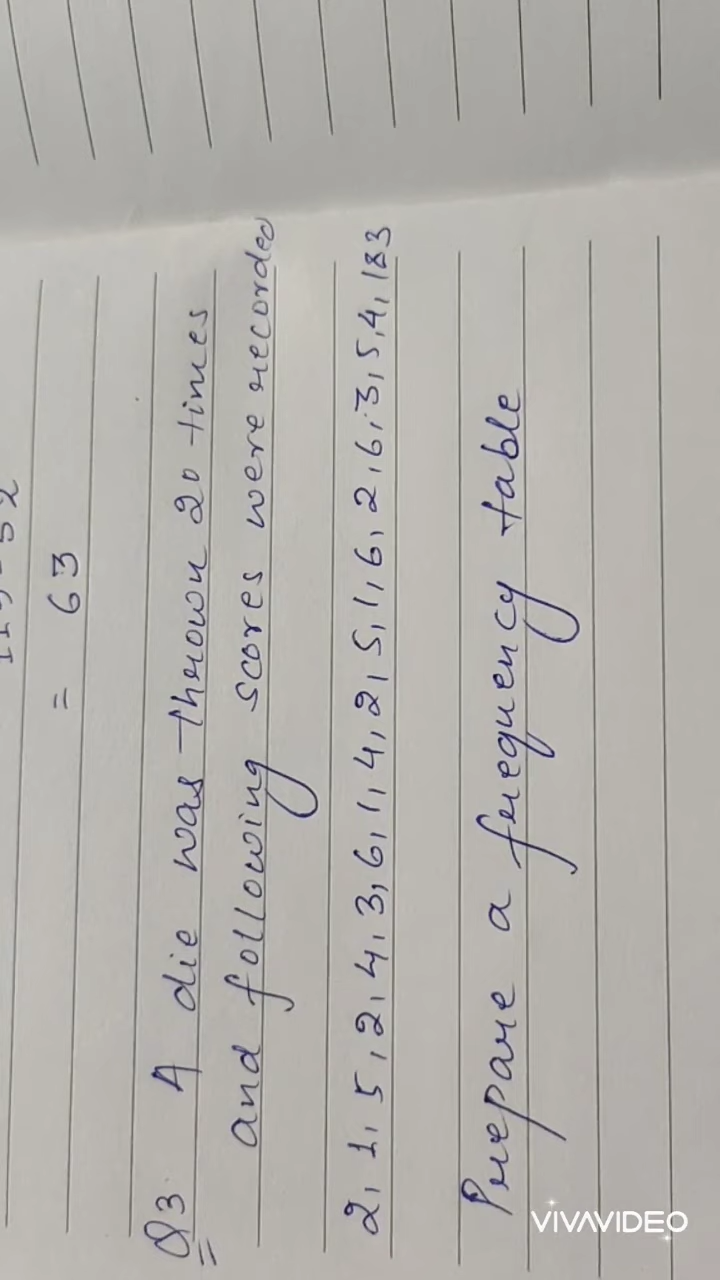 = 63
Q3. A die was thrown 20 times
and following scores were recorded
2, 1, 5, 2, 4, 3, 6, 1, 4, 2, 5, 1, 6, 2, 6, 3, 5, 4, 1&3
Prepare a frequency table
VIVAVIDEO